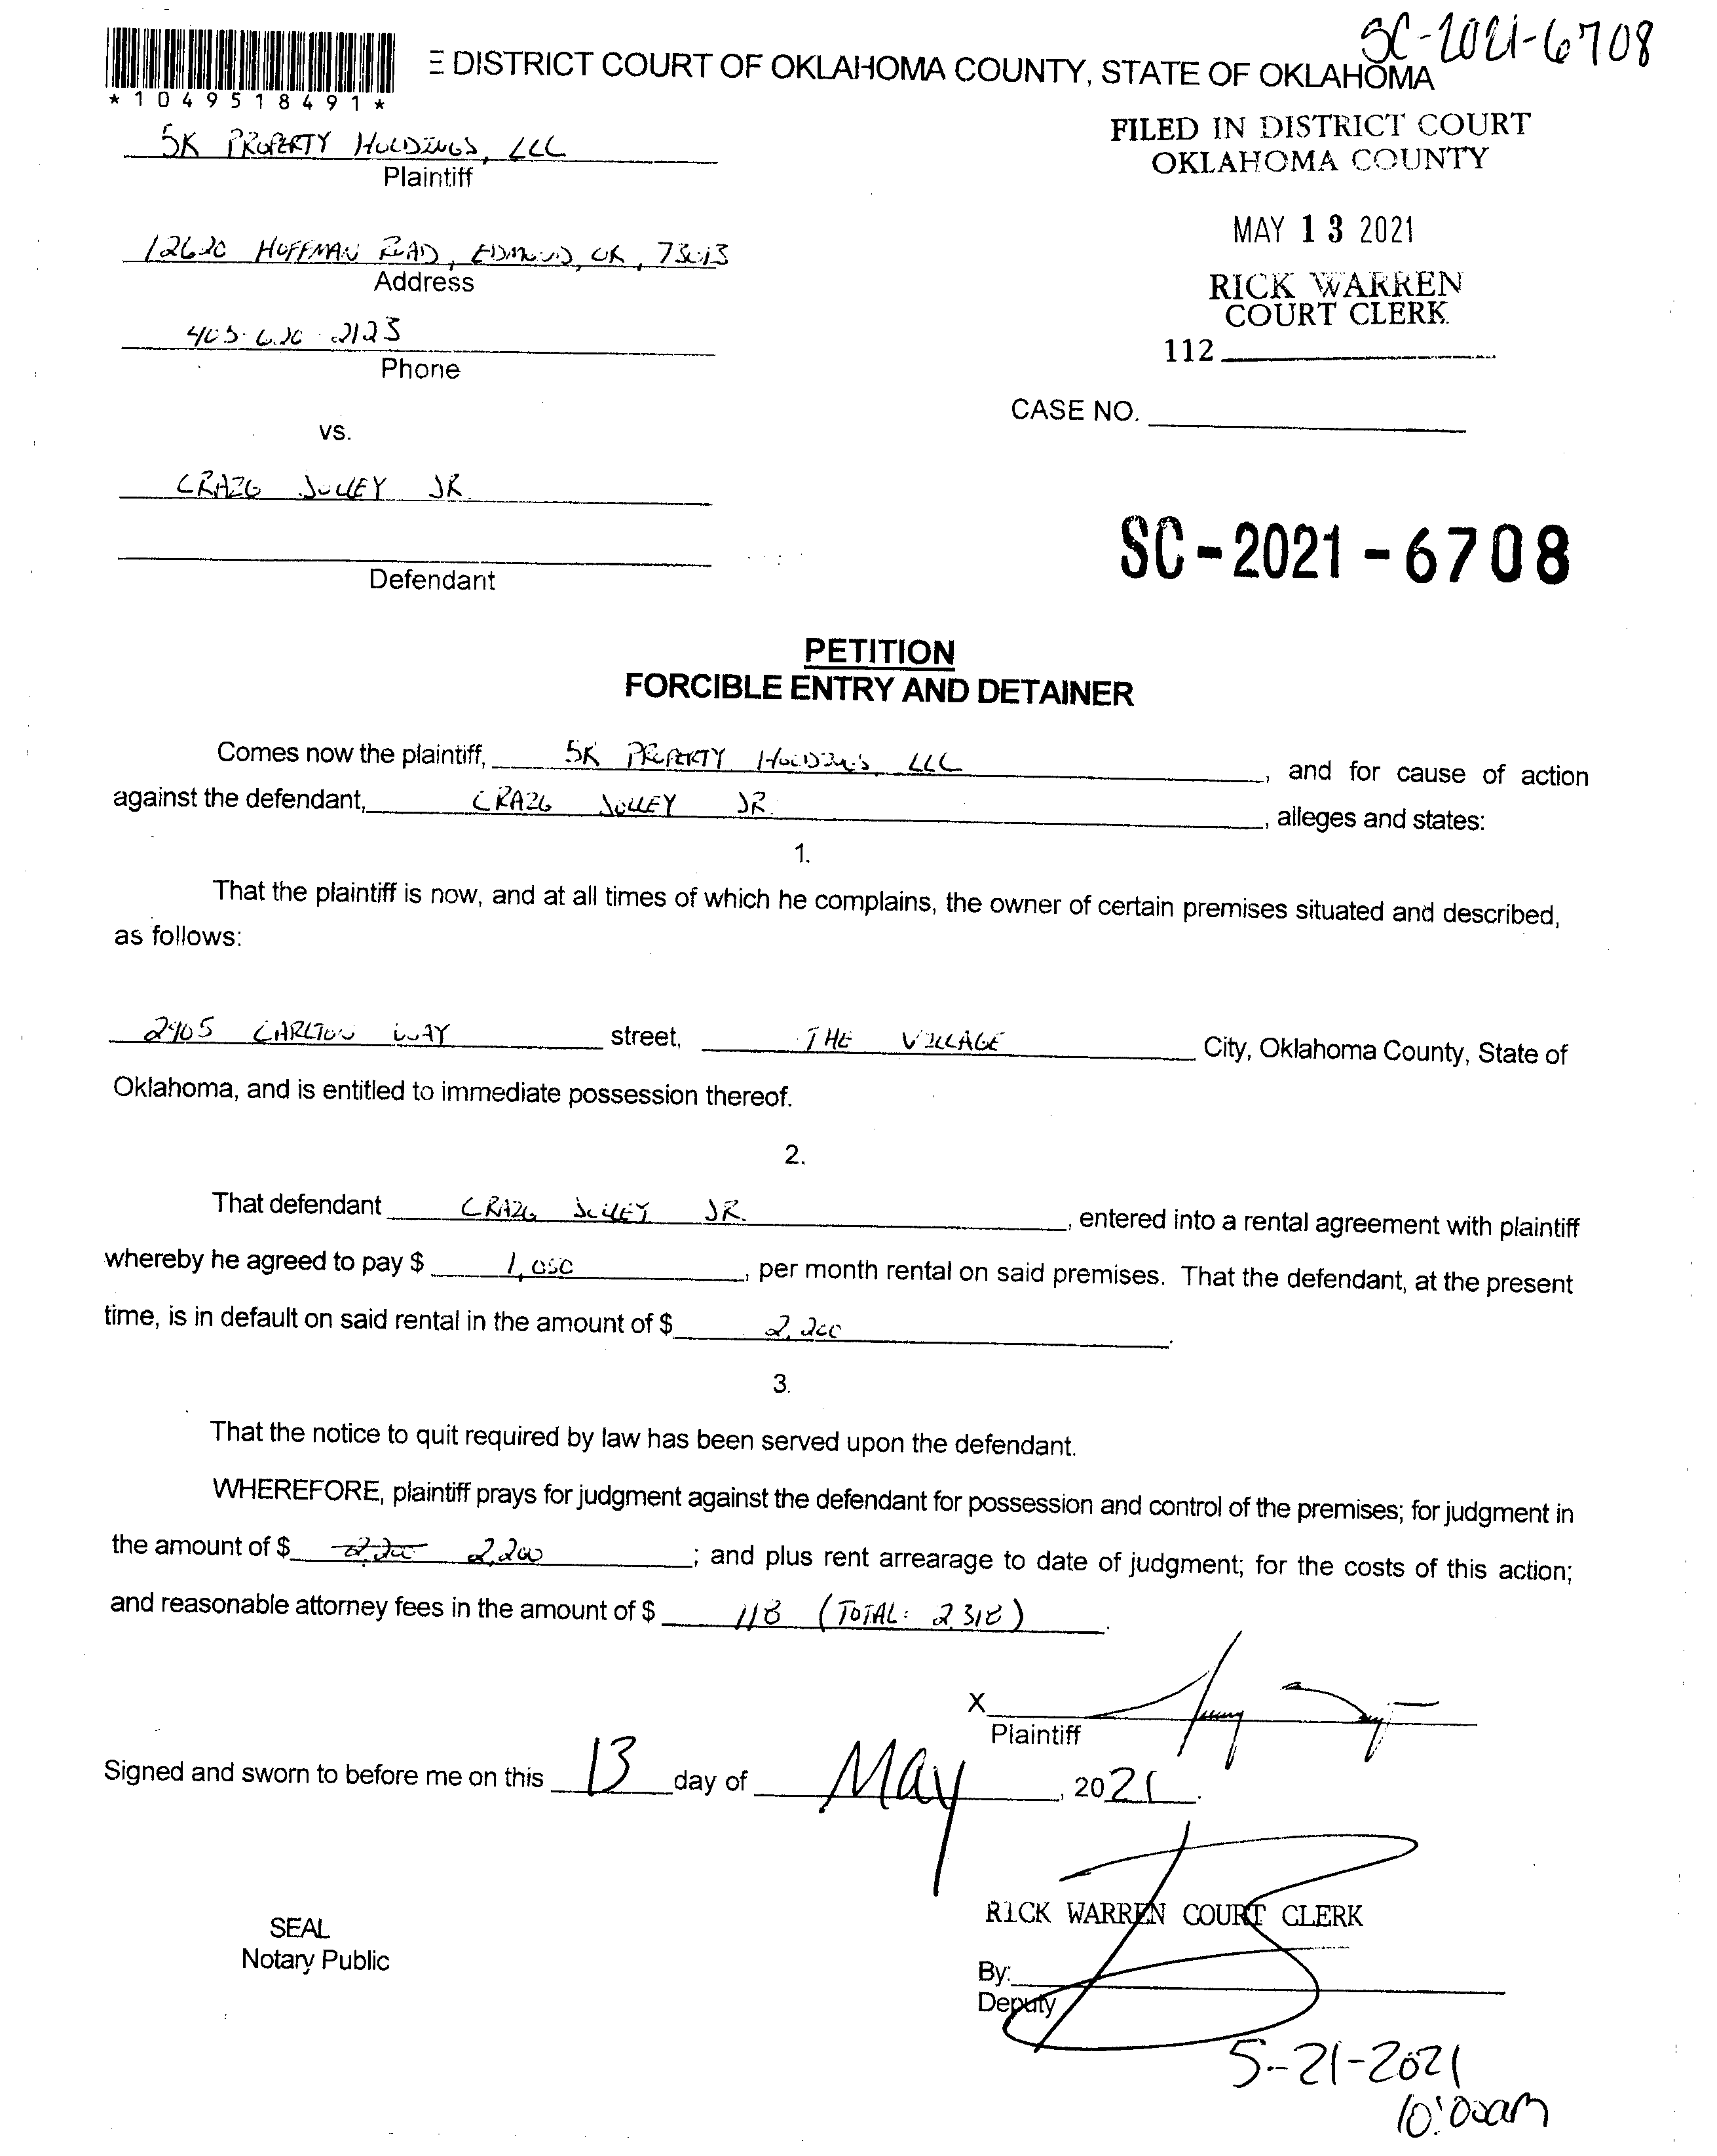 SC-2021-6708
E DISTRICT COURT OF OKLAHOMA COUNTY, STATE OF OKLAHOMA
*1049518491*
FILED IN DISTRICT COURT
OKLAHOMA COUNTY
5K PROPERTY HOLDINGS, LLC
Plaintiff
MAY 13 2021
12620 HOFFMAN ROAD, EDMOND, OK, 73013
Address
RICK WARREN
COURT CLERK
405-620-2123
Phone
112
CASE NO.
vs.
CRAIG JOLLEY JR.
Defendant
SC-2021-6708
PETITION
FORCIBLE ENTRY AND DETAINER
Comes now the plaintiff, 5K PROPERTY HOLDINGS, LLC, and for cause of action
against the defendant, CRAIG JOLLEY JR., alleges and states:
1.
That the plaintiff is now, and at all times of which he complains, the owner of certain premises situated and described,
as follows:
2905 CARLTON WAY street, THE VILLAGE City, Oklahoma County, State of
Oklahoma, and is entitled to immediate possession thereof.
2.
That defendant CRAIG JOLLEY JR., entered into a rental agreement with plaintiff
whereby he agreed to pay $ 1,050, per month rental on said premises. That the defendant, at the present
time, is in default on said rental in the amount of $ 2,200.
3.
That the notice to quit required by law has been served upon the defendant.
WHEREFORE, plaintiff prays for judgment against the defendant for possession and control of the premises; for judgment in
the amount of $ 2,200 2,200; and plus rent arrearage to date of judgment; for the costs of this action;
and reasonable attorney fees in the amount of $ 118 (TOTAL: 2,318).
X
Plaintiff
Signed and sworn to before me on this 13 day of May, 2021.
RICK WARREN COURT CLERK
SEAL
Notary Public
By:
Deputy
5-21-2021
10:00am